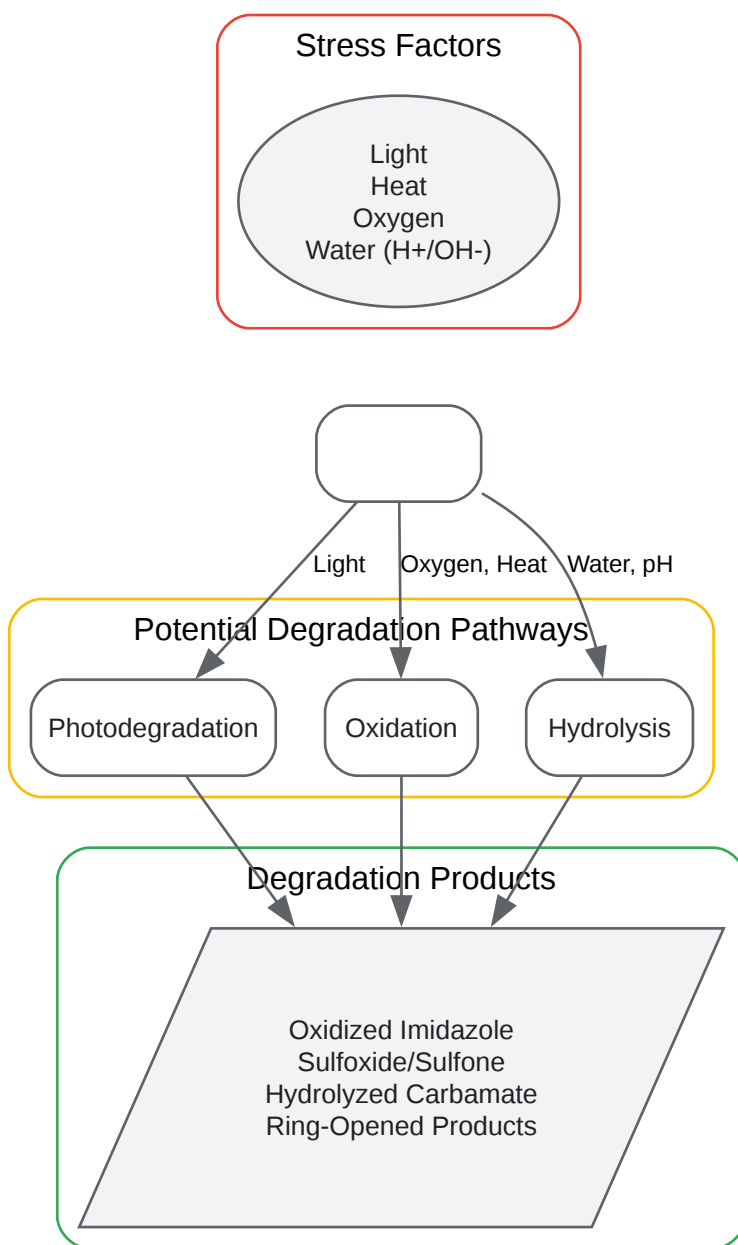 Stress Factors
Light
Heat
Oxygen
Water (H+/OH-)
Light
Oxygen, Heat
Water, pH
Potential Degradation Pathways
Photodegradation
Oxidation
Hydrolysis
Degradation Products
Oxidized Imidazole
Sulfoxide/Sulfone
Hydrolyzed Carbamate
Ring-Opened Products